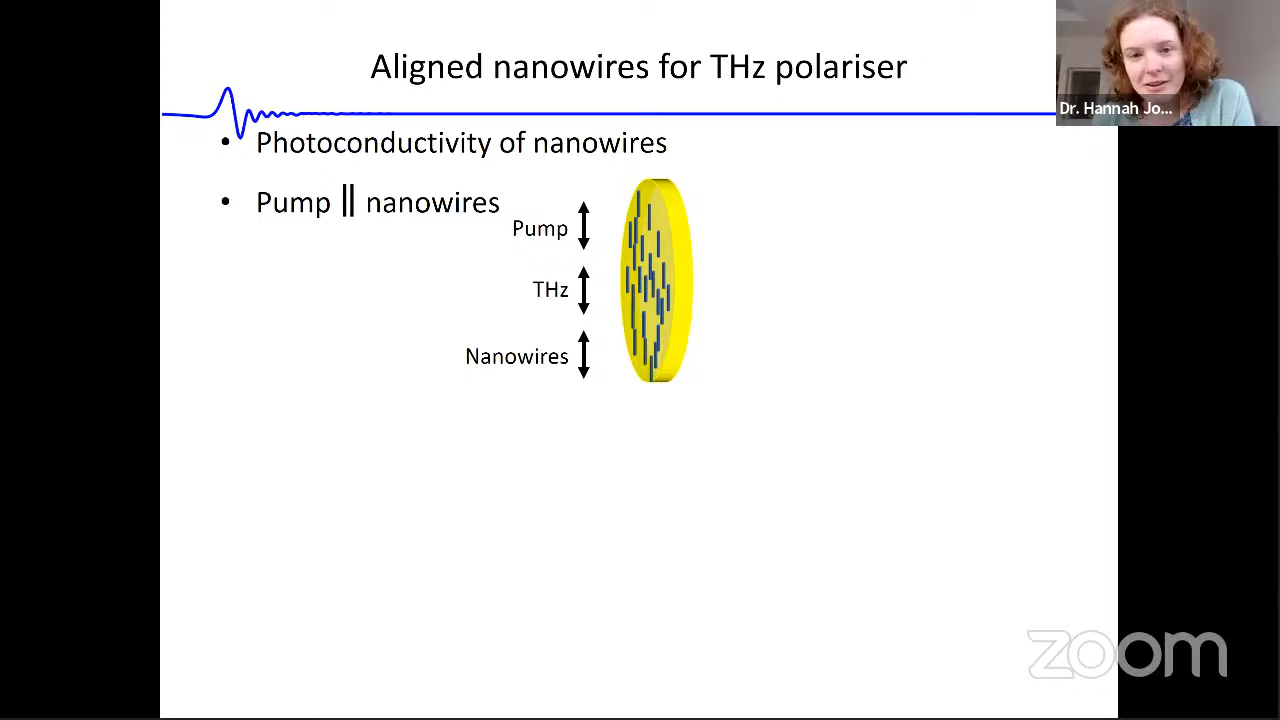 Aligned nanowires for THz polariser
Dr. Hannah Jo...
• Photoconductivity of nanowires
• Pump ∥ nanowires
Pump
THz
Nanowires
zoom